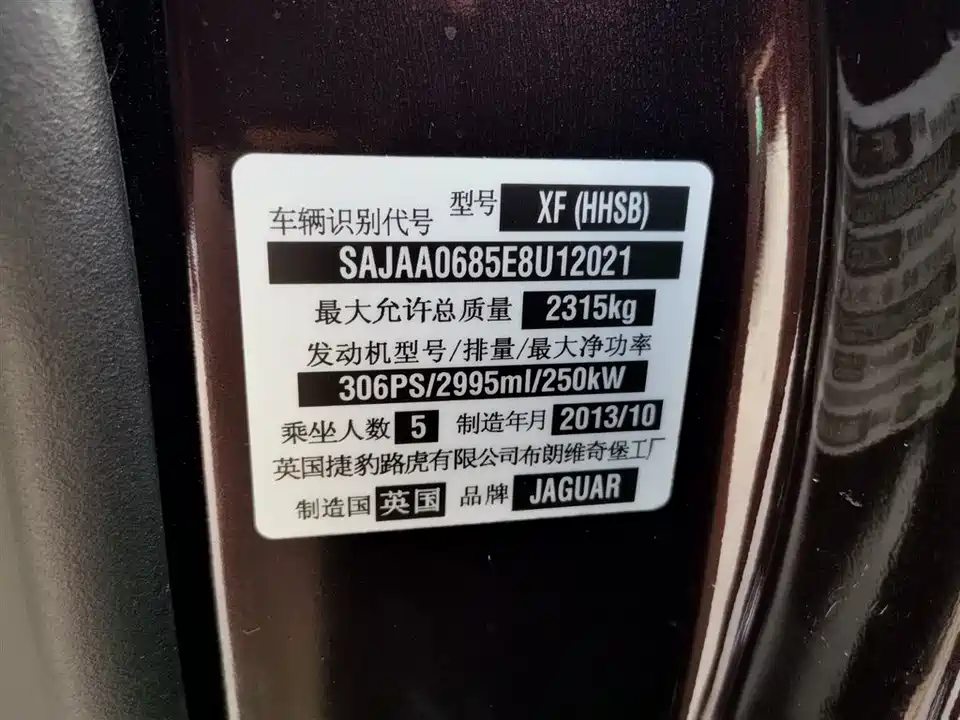 型号 XF (HHSB)
车辆识别代号
SAJAA0685E8U12021
最大允许总质量 2315kg
发动机型号/排量/最大净功率
306PS/2995ml/250kW
乘坐人数 5 制造年月 2013/10
英国捷豹路虎有限公司布朗维奇堡工厂
制造国 英国 品牌 JAGUAR